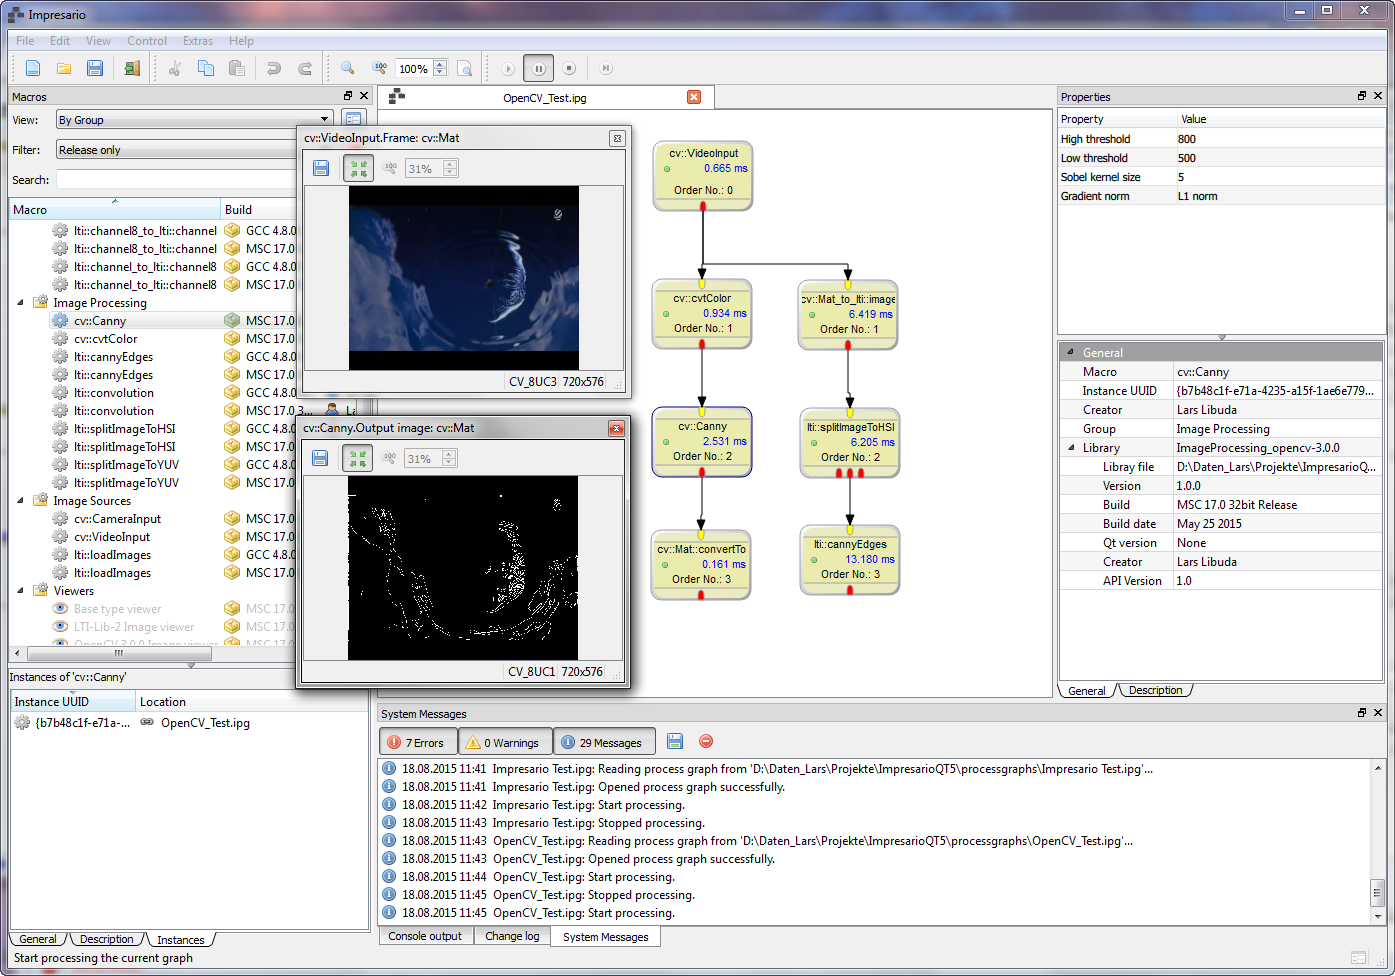 Impresario
File Edit View Control Extras Help
100%
Macros
View: By Group
Filter: Release only
Search:
Macro Build
lti::channel8_to_lti::channel GCC 4.8.0
lti::channel8_to_lti::channel MSC 17.0
lti::channel_to_lti::channel8 GCC 4.8.0
lti::channel_to_lti::channel8 MSC 17.0
Image Processing
cv::Canny MSC 17.0
cv::cvtColor MSC 17.0
lti::cannyEdges GCC 4.8.0
lti::cannyEdges MSC 17.0
lti::convolution GCC 4.8.0
lti::convolution MSC 17.0 3... La
lti::splitImageToHSI GCC 4.8.0
lti::splitImageToHSI MSC 17.0
lti::splitImageToYUV GCC 4.8.0
lti::splitImageToYUV MSC 17.0
Image Sources
cv::CameraInput MSC 17.0
cv::VideoInput MSC 17.0
lti::loadImages GCC 4.8.0
lti::loadImages MSC 17.0
Viewers
Base type viewer MSC 17.0
LTI-Lib-2 Image viewer MSC 17.0
OpenCV 3.0.0 Image viewer MSC 17.0
Instances of 'cv::Canny'
Instance UUID Location
{b7b48c1f-e71a-... OpenCV_Test.ipg
General Description Instances
Start processing the current graph
cv::VideoInput.Frame: cv::Mat
100 31%
CV_8UC3 720x576
cv::Canny.Output image: cv::Mat
100 31%
CV_8UC1 720x576
OpenCV_Test.ipg
cv::VideoInput
0.665 ms
Order No.: 0
cv::cvtColor
0.934 ms
Order No.: 1
cv::Mat_to_lti::image
6.419 ms
Order No.: 1
cv::Canny
2.531 ms
Order No.: 2
lti::splitImageToHSI
6.205 ms
Order No.: 2
cv::Mat::convertTo
0.161 ms
Order No.: 3
lti::cannyEdges
13.180 ms
Order No.: 3
Properties
Property Value
High threshold 800
Low threshold 500
Sobel kernel size 5
Gradient norm L1 norm
General
Macro cv::Canny
Instance UUID {b7b48c1f-e71a-4235-a15f-1ae6e779...
Creator Lars Libuda
Group Image Processing
Library ImageProcessing_opencv-3.0.0
Libray file D:\Daten_Lars\Projekte\ImpresarioQ...
Version 1.0.0
Build MSC 17.0 32bit Release
Build date May 25 2015
Qt version None
Creator Lars Libuda
API Version 1.0
General Description
System Messages
7 Errors 0 Warnings 29 Messages
18.08.2015 11:41 Impresario Test.ipg: Reading process graph from 'D:\Daten_Lars\Projekte\ImpresarioQT5\processgraphs\Impresario Test.ipg'...
18.08.2015 11:41 Impresario Test.ipg: Opened process graph successfully.
18.08.2015 11:42 Impresario Test.ipg: Start processing.
18.08.2015 11:43 Impresario Test.ipg: Stopped processing.
18.08.2015 11:43 OpenCV_Test.ipg: Reading process graph from 'D:\Daten_Lars\Projekte\ImpresarioQT5\processgraphs\OpenCV_Test.ipg'...
18.08.2015 11:43 OpenCV_Test.ipg: Opened process graph successfully.
18.08.2015 11:44 OpenCV_Test.ipg: Start processing.
18.08.2015 11:45 OpenCV_Test.ipg: Stopped processing.
18.08.2015 11:45 OpenCV_Test.ipg: Start processing.
Console output Change log System Messages